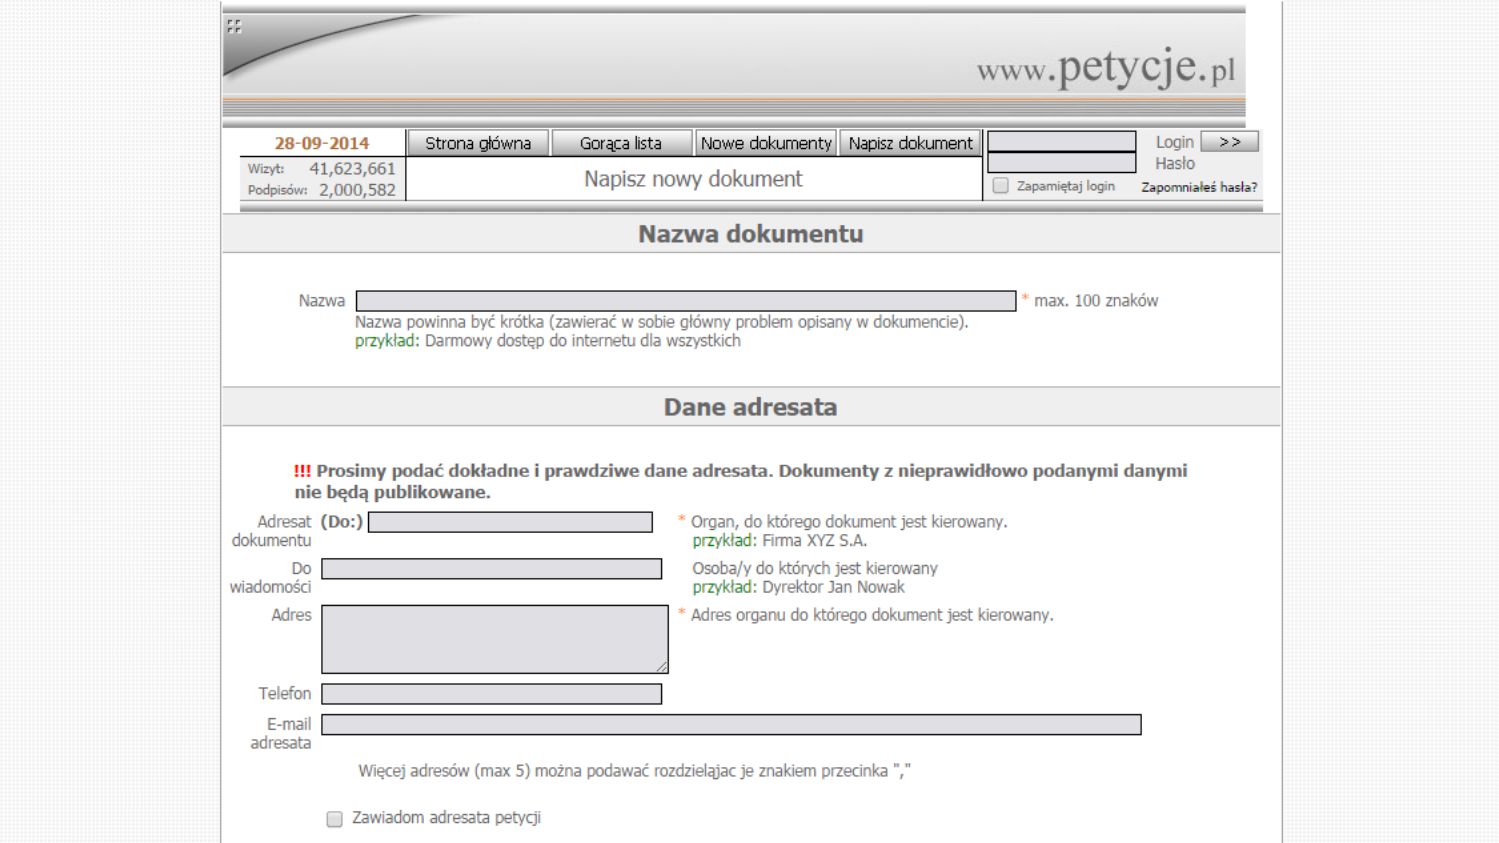 www.petycje.pl
28-09-2014
Strona główna
Gorąca lista
Nowe dokumenty
Napisz dokument
Login >>
Wizyt: 41,623,661
Hasło
Podpisów: 2,000,582
Napisz nowy dokument
Zapamiętaj login
Zapomniałeś hasła?
Nazwa dokumentu
Nazwa * max. 100 znaków
Nazwa powinna być krótka (zawierać w sobie główny problem opisany w dokumencie).
przykład: Darmowy dostęp do internetu dla wszystkich
Dane adresata
!!! Prosimy podać dokładne i prawdziwe dane adresata. Dokumenty z nieprawidłowo podanymi danymi
nie będą publikowane.
Adresat (Do:) * Organ, do którego dokument jest kierowany.
dokumentu przykład: Firma XYZ S.A.
Do Osoba/y do których jest kierowany
wiadomości przykład: Dyrektor Jan Nowak
Adres * Adres organu do którego dokument jest kierowany.
Telefon
E-mail
adresata
Więcej adresów (max 5) można podawać rozdzieląjac je znakiem przecinka ","
Zawiadom adresata petycji